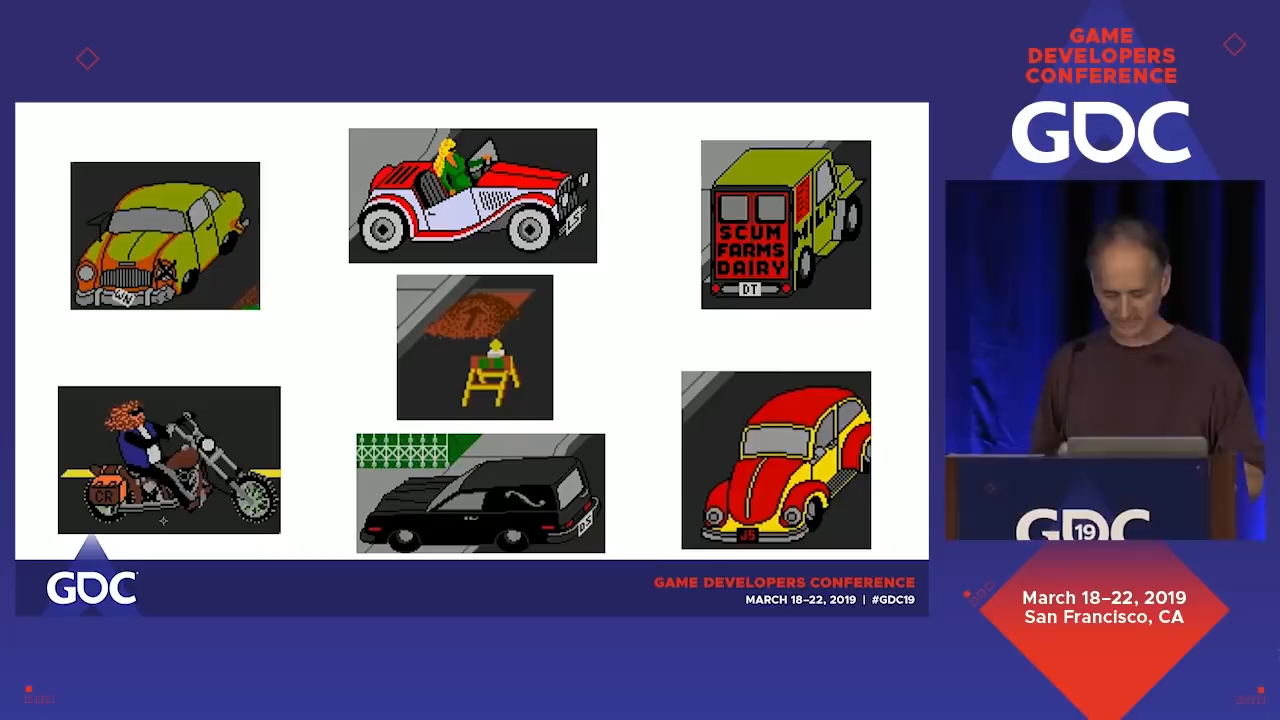 GAME
DEVELOPERS
CONFERENCE
GDC
LS
MILK
SCUM
FARMS
DAIRY
DT
CR
DS
JS
GDC
19
GDC
GAME DEVELOPERS CONFERENCE
MARCH 18–22, 2019 | #GDC19
March 18–22, 2019
San Francisco, CA